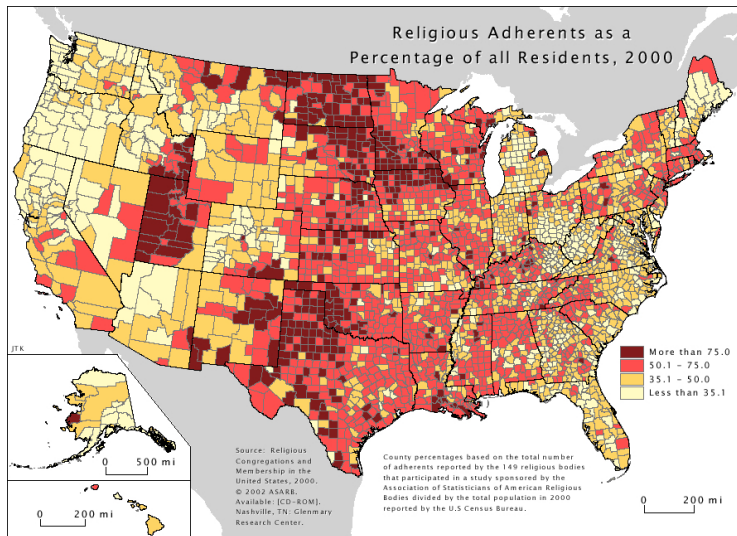 Religious Adherents as a
Percentage of all Residents, 2000
JTK
More than 75.0
50.1 – 75.0
35.1 – 50.0
Less than 35.1
0 500 mi
0 200 mi
Source: Religious
Congregations and
Membership in the
United States, 2000.
© 2002 ASARB.
Available: [CD-ROM].
Nashville, TN: Glenmary
Research Center.
County percentages based on the total number
of adherents reported by the 149 religious bodies
that participated in a study sponsored by the
Association of Statisticians of American Religious
Bodies divided by the total population in 2000
reported by the U.S Census Bureau.
0 200 mi